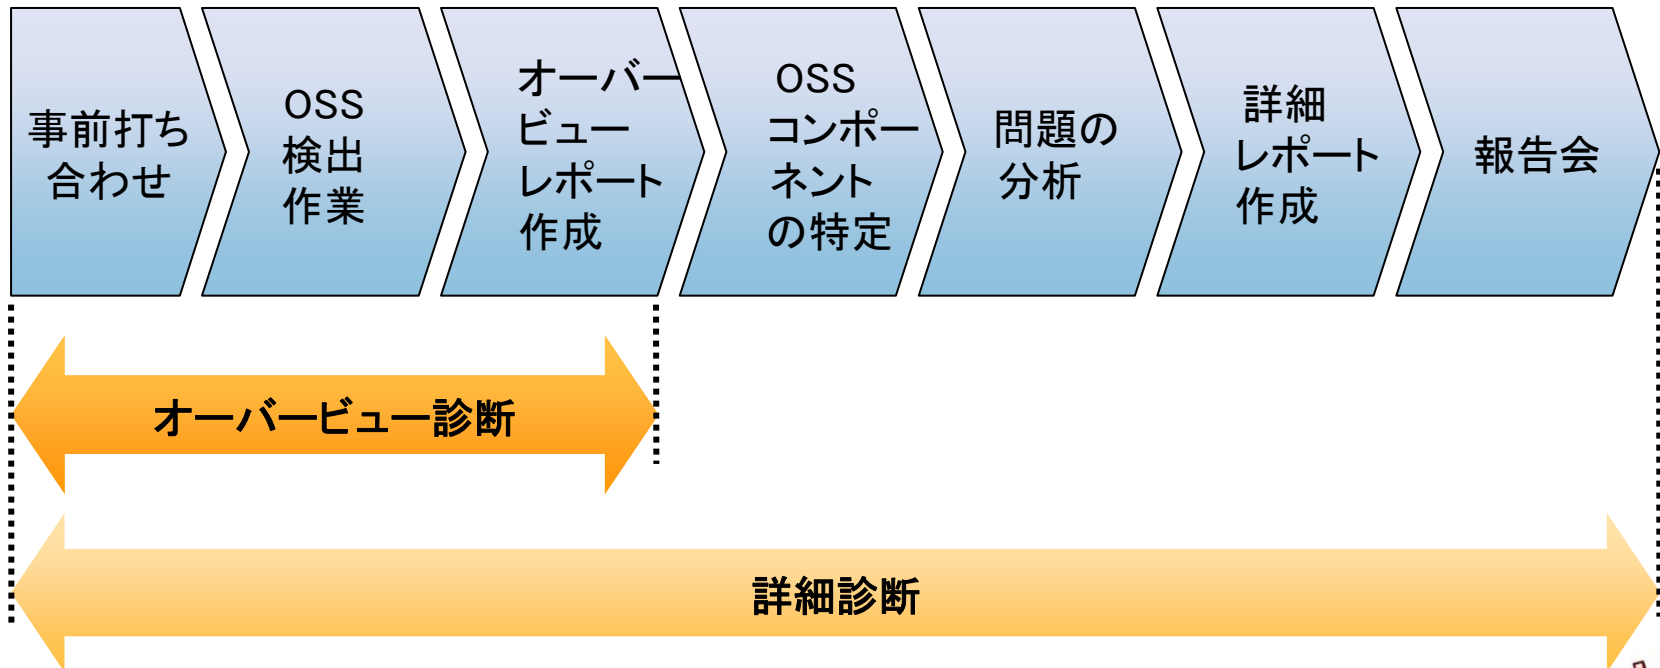 事前打ち
合わせ
OSS
検出
作業
オーバー
ビュー
レポート
作成
OSS
コンポー
ネント
の特定
問題の
分析
詳細
レポート
作成
報告会
オーバービュー診断
詳細診断